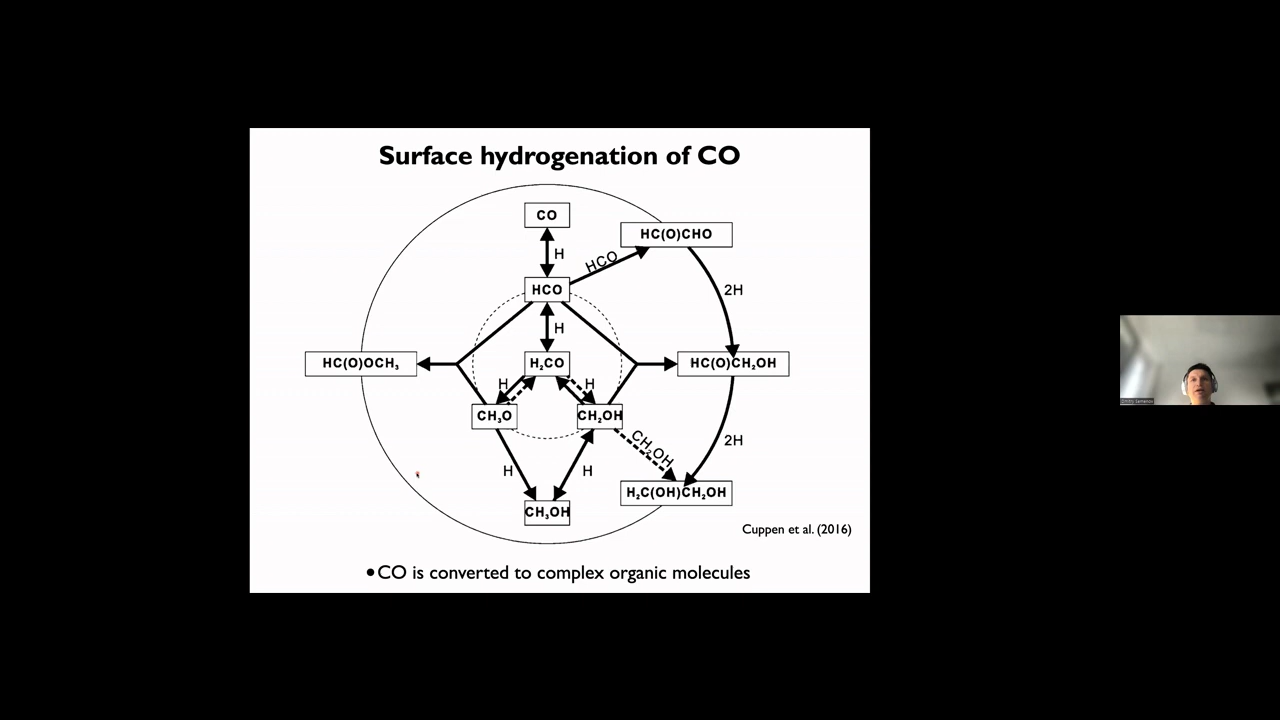 Surface hydrogenation of CO
CO
HC(O)CHO
H
HCO
HCO
2H
H
HC(O)OCH₃
H₂CO
HC(O)CH₂OH
H
H
CH₃O
CH₂OH
CH₂OH
2H
H
H
H₂C(OH)CH₂OH
CH₃OH
Cuppen et al. (2016)
•CO is converted to complex organic molecules